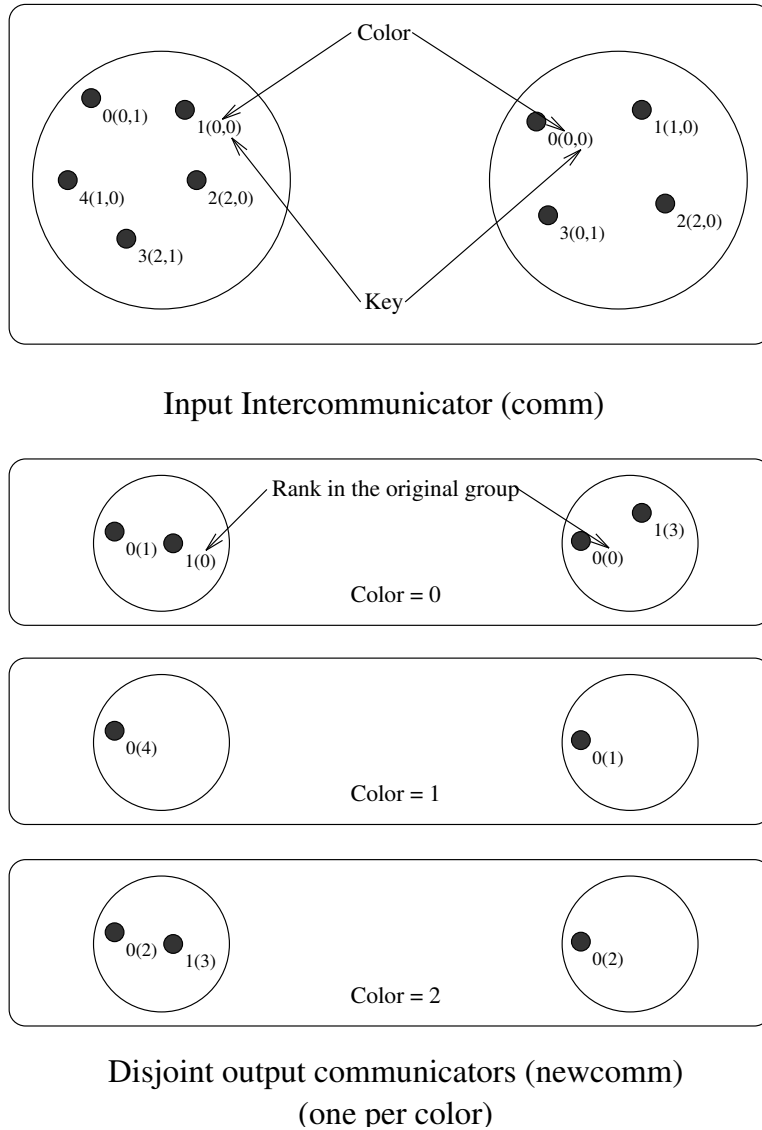 Color
0(0,1)
1(0,0)
0(0,0)
1(1,0)
4(1,0)
2(2,0)
3(0,1)
2(2,0)
3(2,1)
Key
Input Intercommunicator (comm)
Rank in the original group
0(1)
1(0)
0(0)
1(3)
Color = 0
0(4)
0(1)
Color = 1
0(2)
1(3)
0(2)
Color = 2
Disjoint output communicators (newcomm)
(one per color)